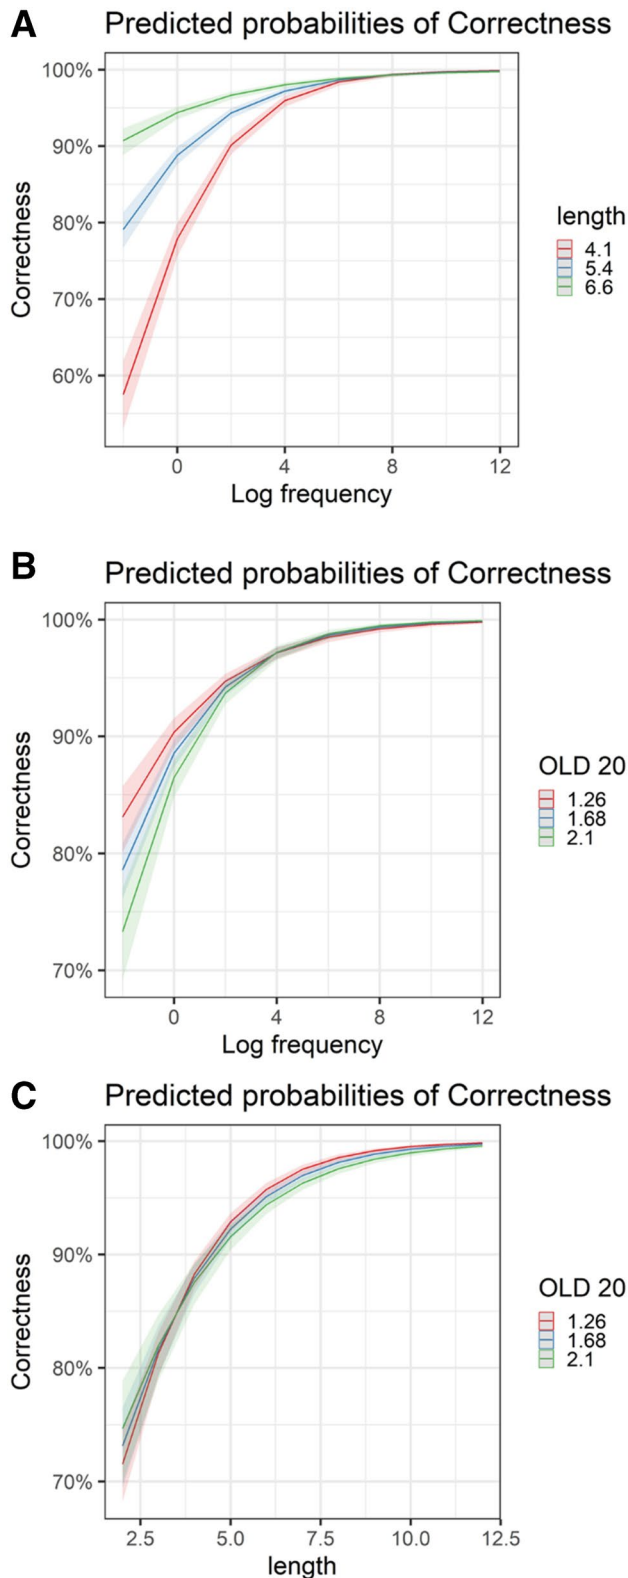 A
Predicted probabilities of Correctness
100%
90%
80%
70%
60%
Correctness
0 4 8 12
Log frequency
length
4.1
5.4
6.6
B
Predicted probabilities of Correctness
100%
90%
80%
70%
Correctness
0 4 8 12
Log frequency
OLD 20
1.26
1.68
2.1
C
Predicted probabilities of Correctness
100%
90%
80%
70%
Correctness
2.5 5.0 7.5 10.0 12.5
length
OLD 20
1.26
1.68
2.1